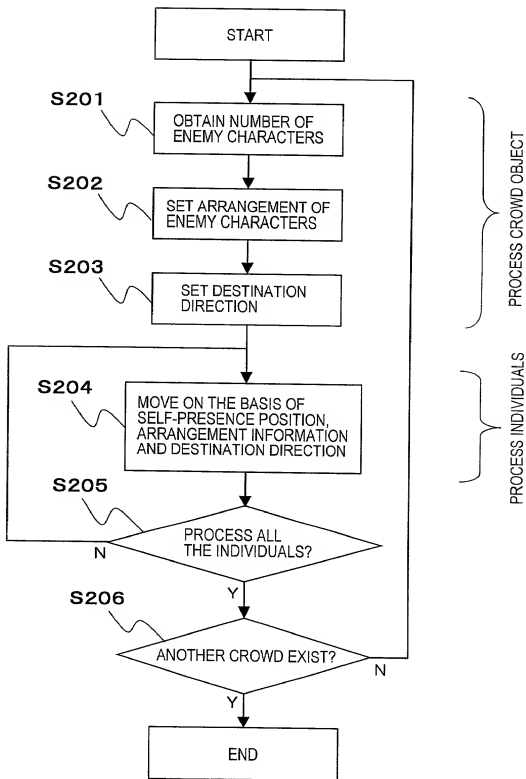 START
S201
OBTAIN NUMBER OF
ENEMY CHARACTERS
S202
SET ARRANGEMENT OF
ENEMY CHARACTERS
S203
SET DESTINATION
DIRECTION
PROCESS CROWD OBJECT
S204
MOVE ON THE BASIS OF
SELF-PRESENCE POSITION,
ARRANGEMENT INFORMATION
AND DESTINATION DIRECTION
PROCESS INDIVIDUALS
S205
PROCESS ALL
THE INDIVIDUALS?
N
Y
S206
ANOTHER CROWD EXIST?
N
Y
END